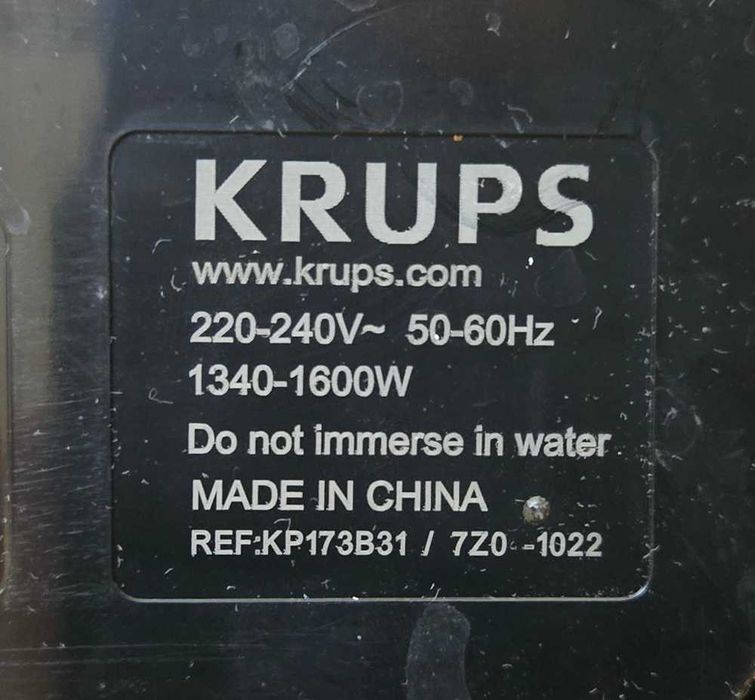 KRUPS
www.krups.com
220-240V~ 50-60Hz
1340-1600W
Do not immerse in water
MADE IN CHINA
REF:KP173B31 / 7Z0 -1022